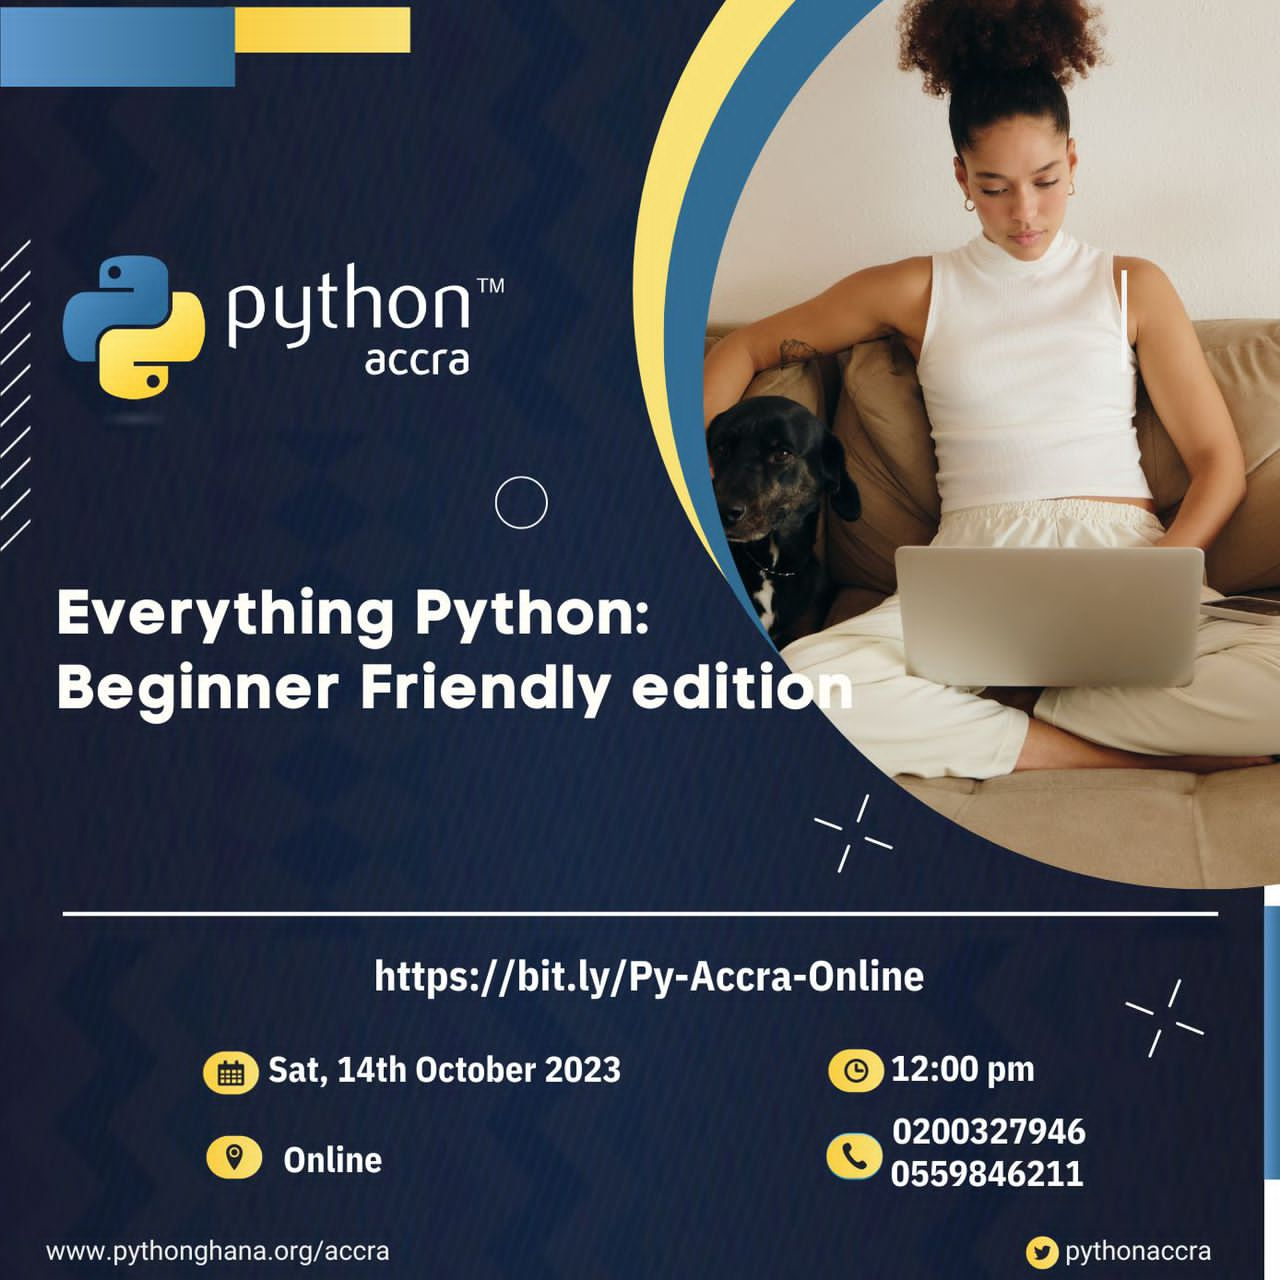 python™
accra
Everything Python:
Beginner Friendly edition
https://bit.ly/Py-Accra-Online
Sat, 14th October 2023
12:00 pm
Online
0200327946
0559846211
www.pythonghana.org/accra
pythonaccra